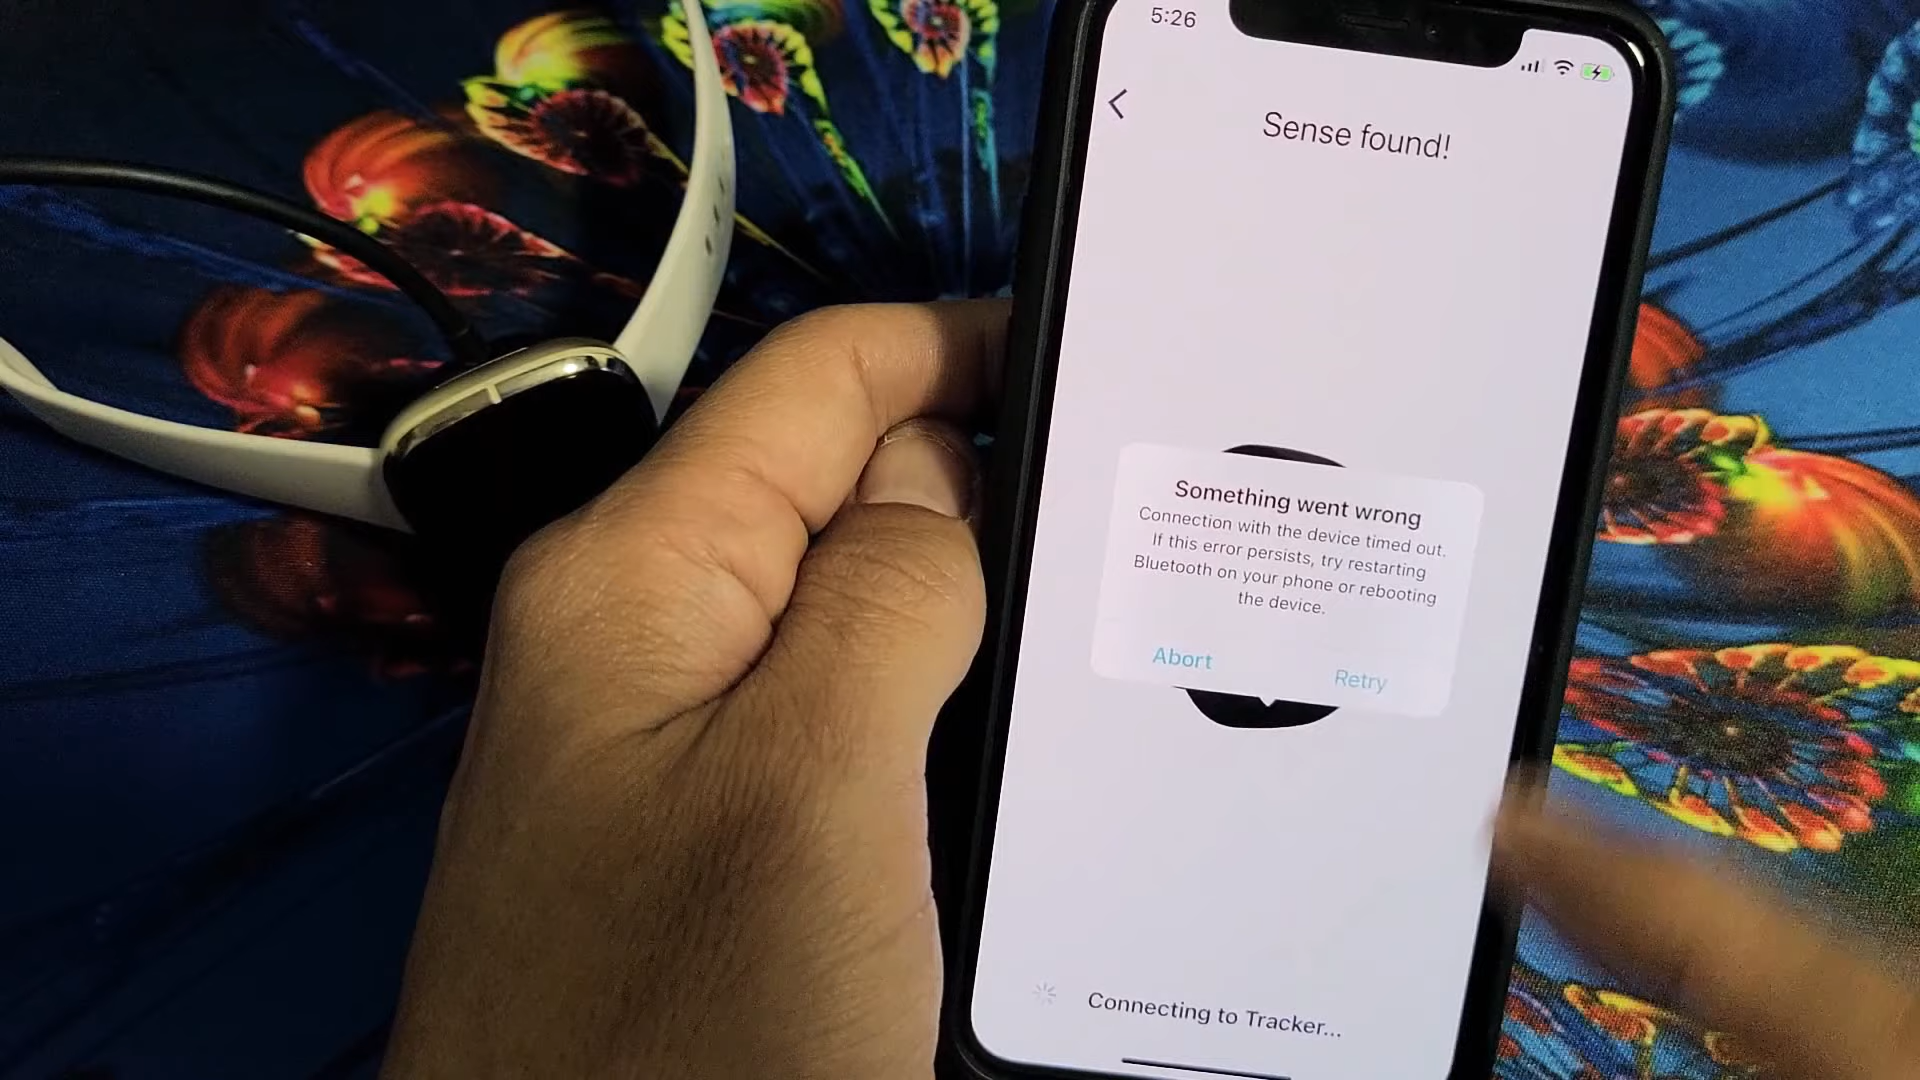 5:26
Sense found!
Something went wrong
Connection with the device timed out.
If this error persists, try restarting
Bluetooth on your phone or rebooting
the device.
Abort
Retry
Connecting to Tracker...